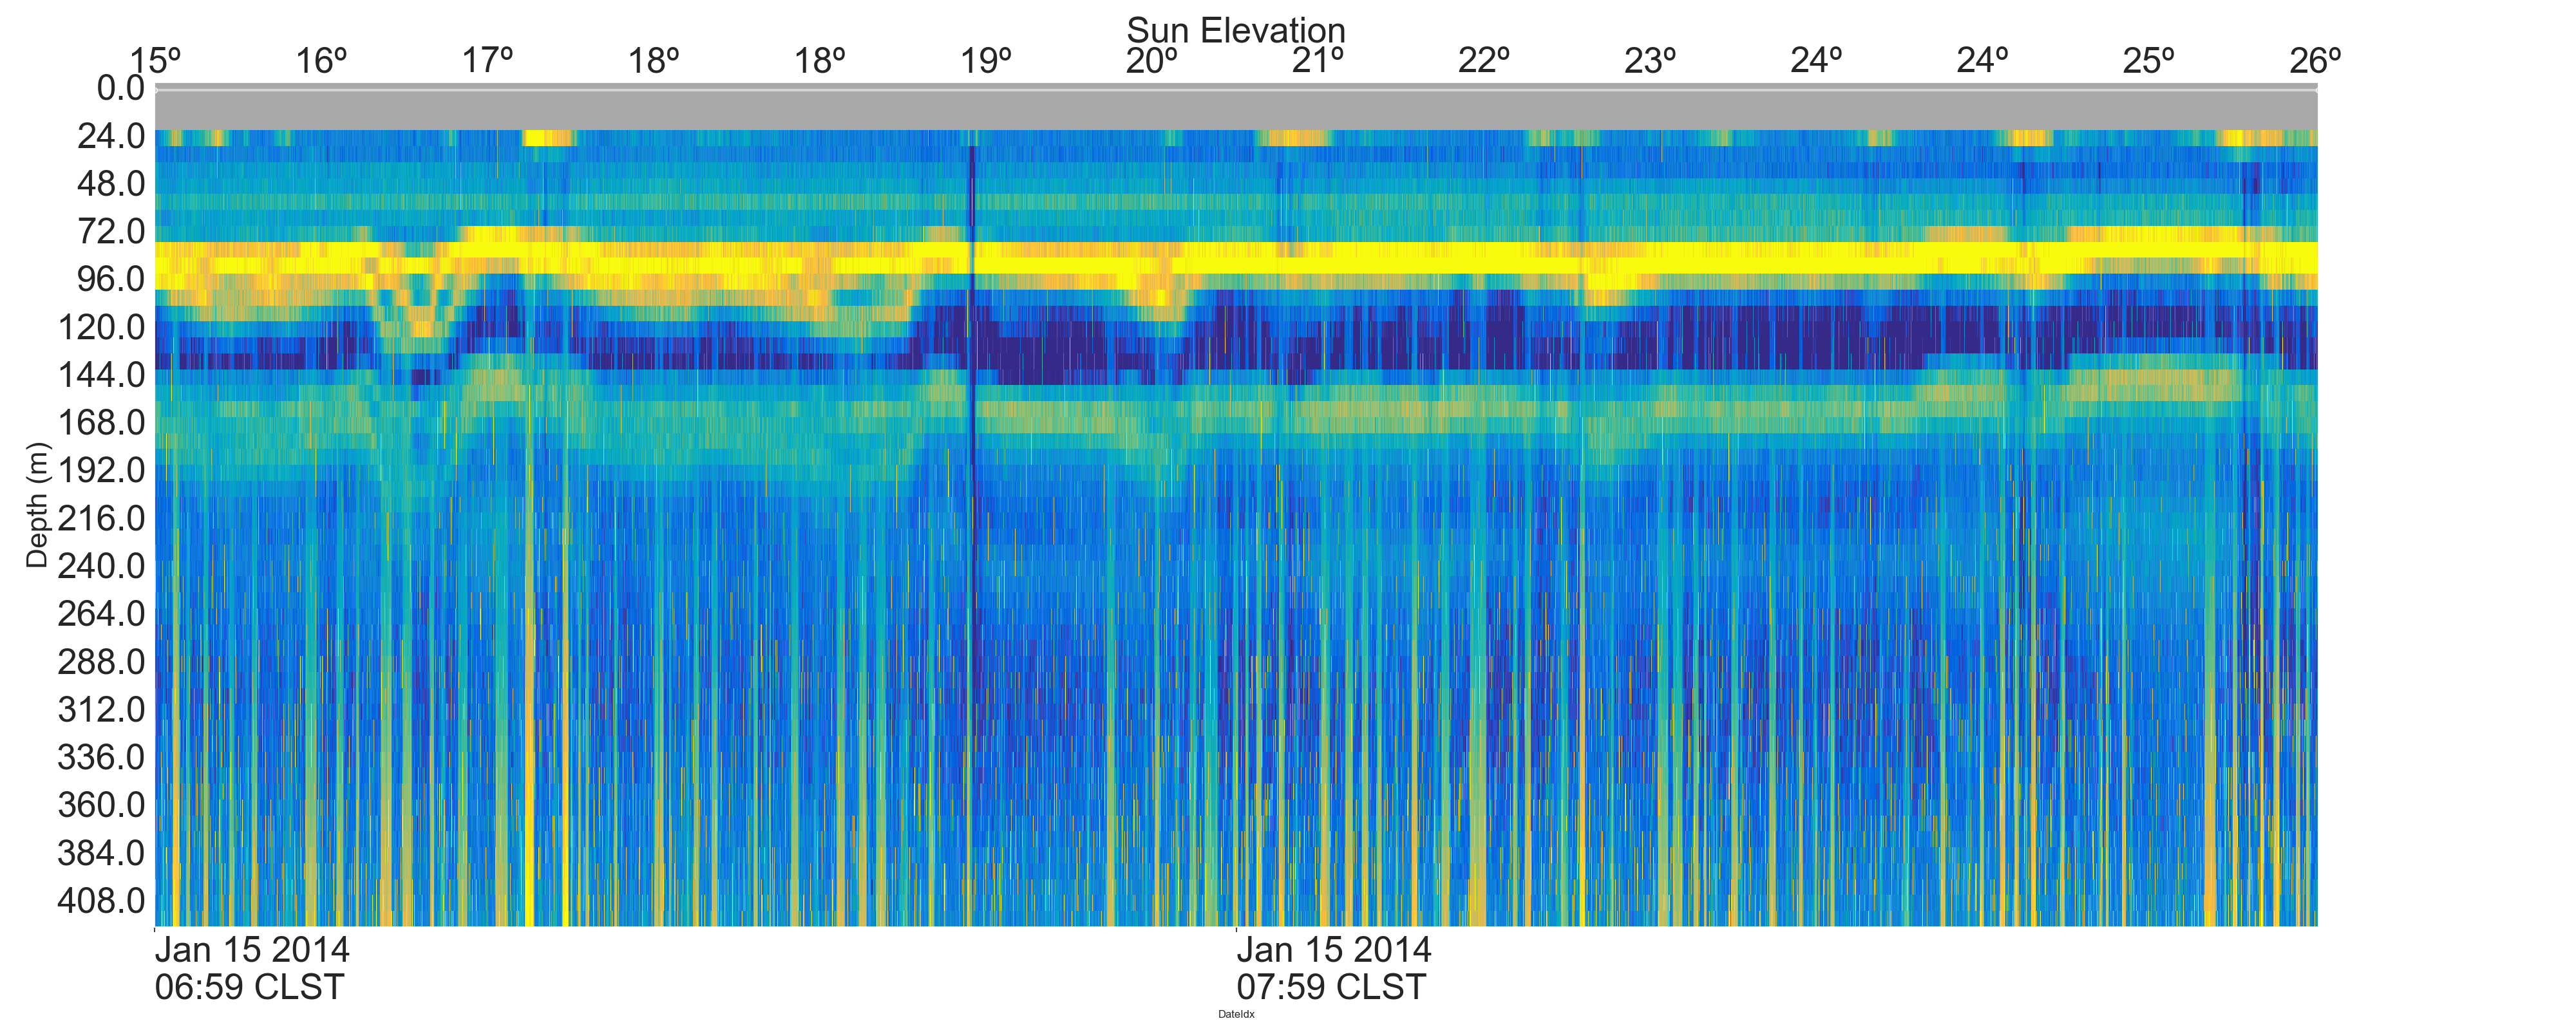 Sun Elevation
15º 16º 17º 18º 18º 19º 20º 21º 22º 23º 24º 24º 25º 26º
0.0
24.0
48.0
72.0
96.0
120.0
144.0
168.0
192.0
216.0
240.0
264.0
288.0
312.0
336.0
360.0
384.0
408.0
Depth (m)
Jan 15 2014
06:59 CLST
Jan 15 2014
07:59 CLST
DateIdx